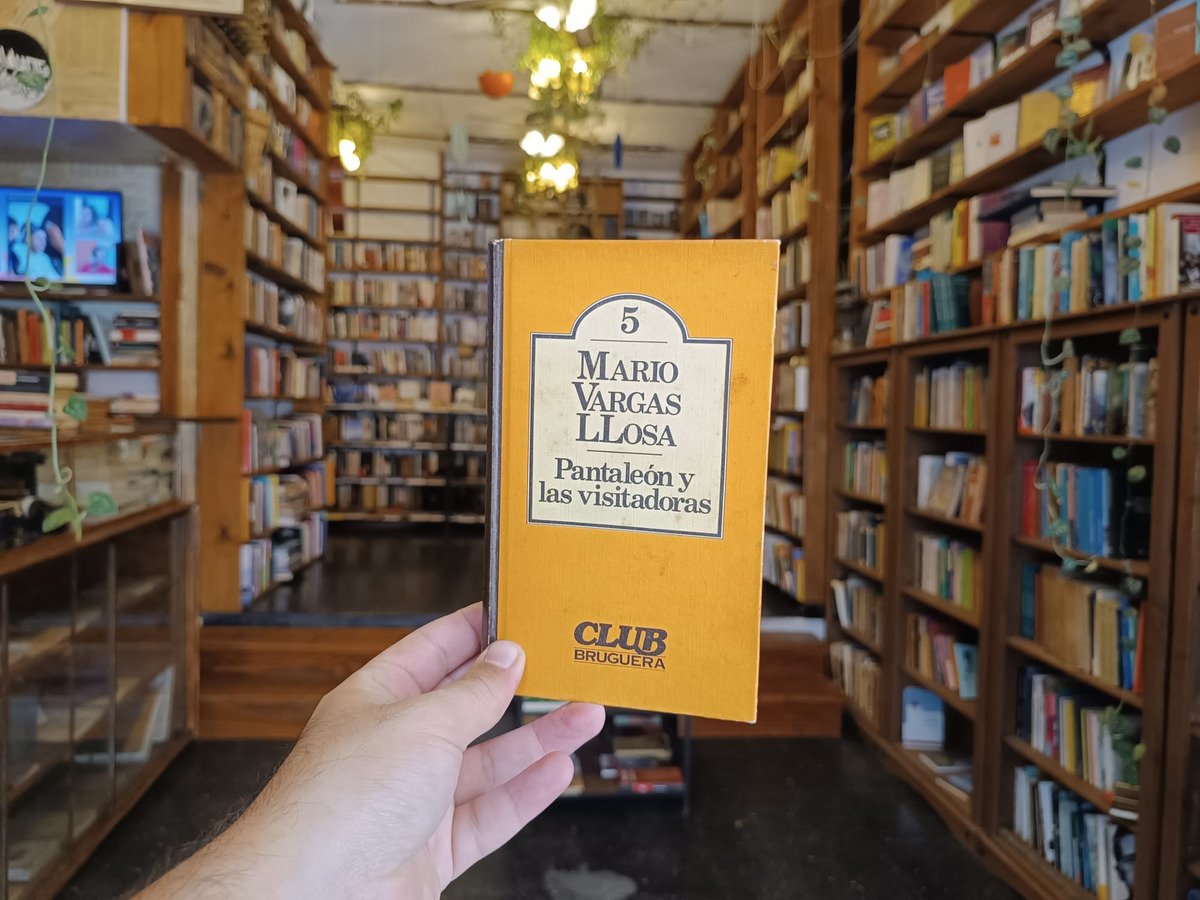 5
MARIO
VARGAS
LLOSA
Pantaleón y
las visitadoras
CLUB
BRUGUERA